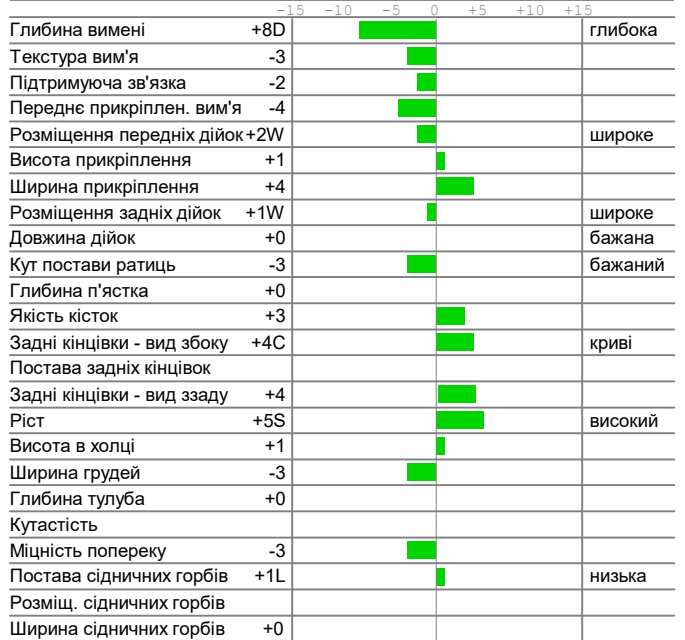 -15 -10 -5 0 +5 +10 +15
Глибина вимені +8D глибока
Текстура вим'я -3
Підтримуюча зв'язка -2
Переднє прикріплен. вим'я -4
Розміщення передніх дійок +2W широке
Висота прикріплення +1
Ширина прикріплення +4
Розміщення задніх дійок +1W широке
Довжина дійок +0 бажана
Кут постави ратиць -3 бажаний
Глибина п'ястка +0
Якість кісток +3
Задні кінцівки - вид збоку +4C криві
Постава задніх кінцівок
Задні кінцівки - вид ззаду +4
Ріст +5S високий
Висота в холці +1
Ширина грудей -3
Глибина тулуба +0
Кутастість
Міцність попереку -3
Постава сідничних горбів +1L низька
Розміщ. сідничних горбів
Ширина сідничних горбів +0